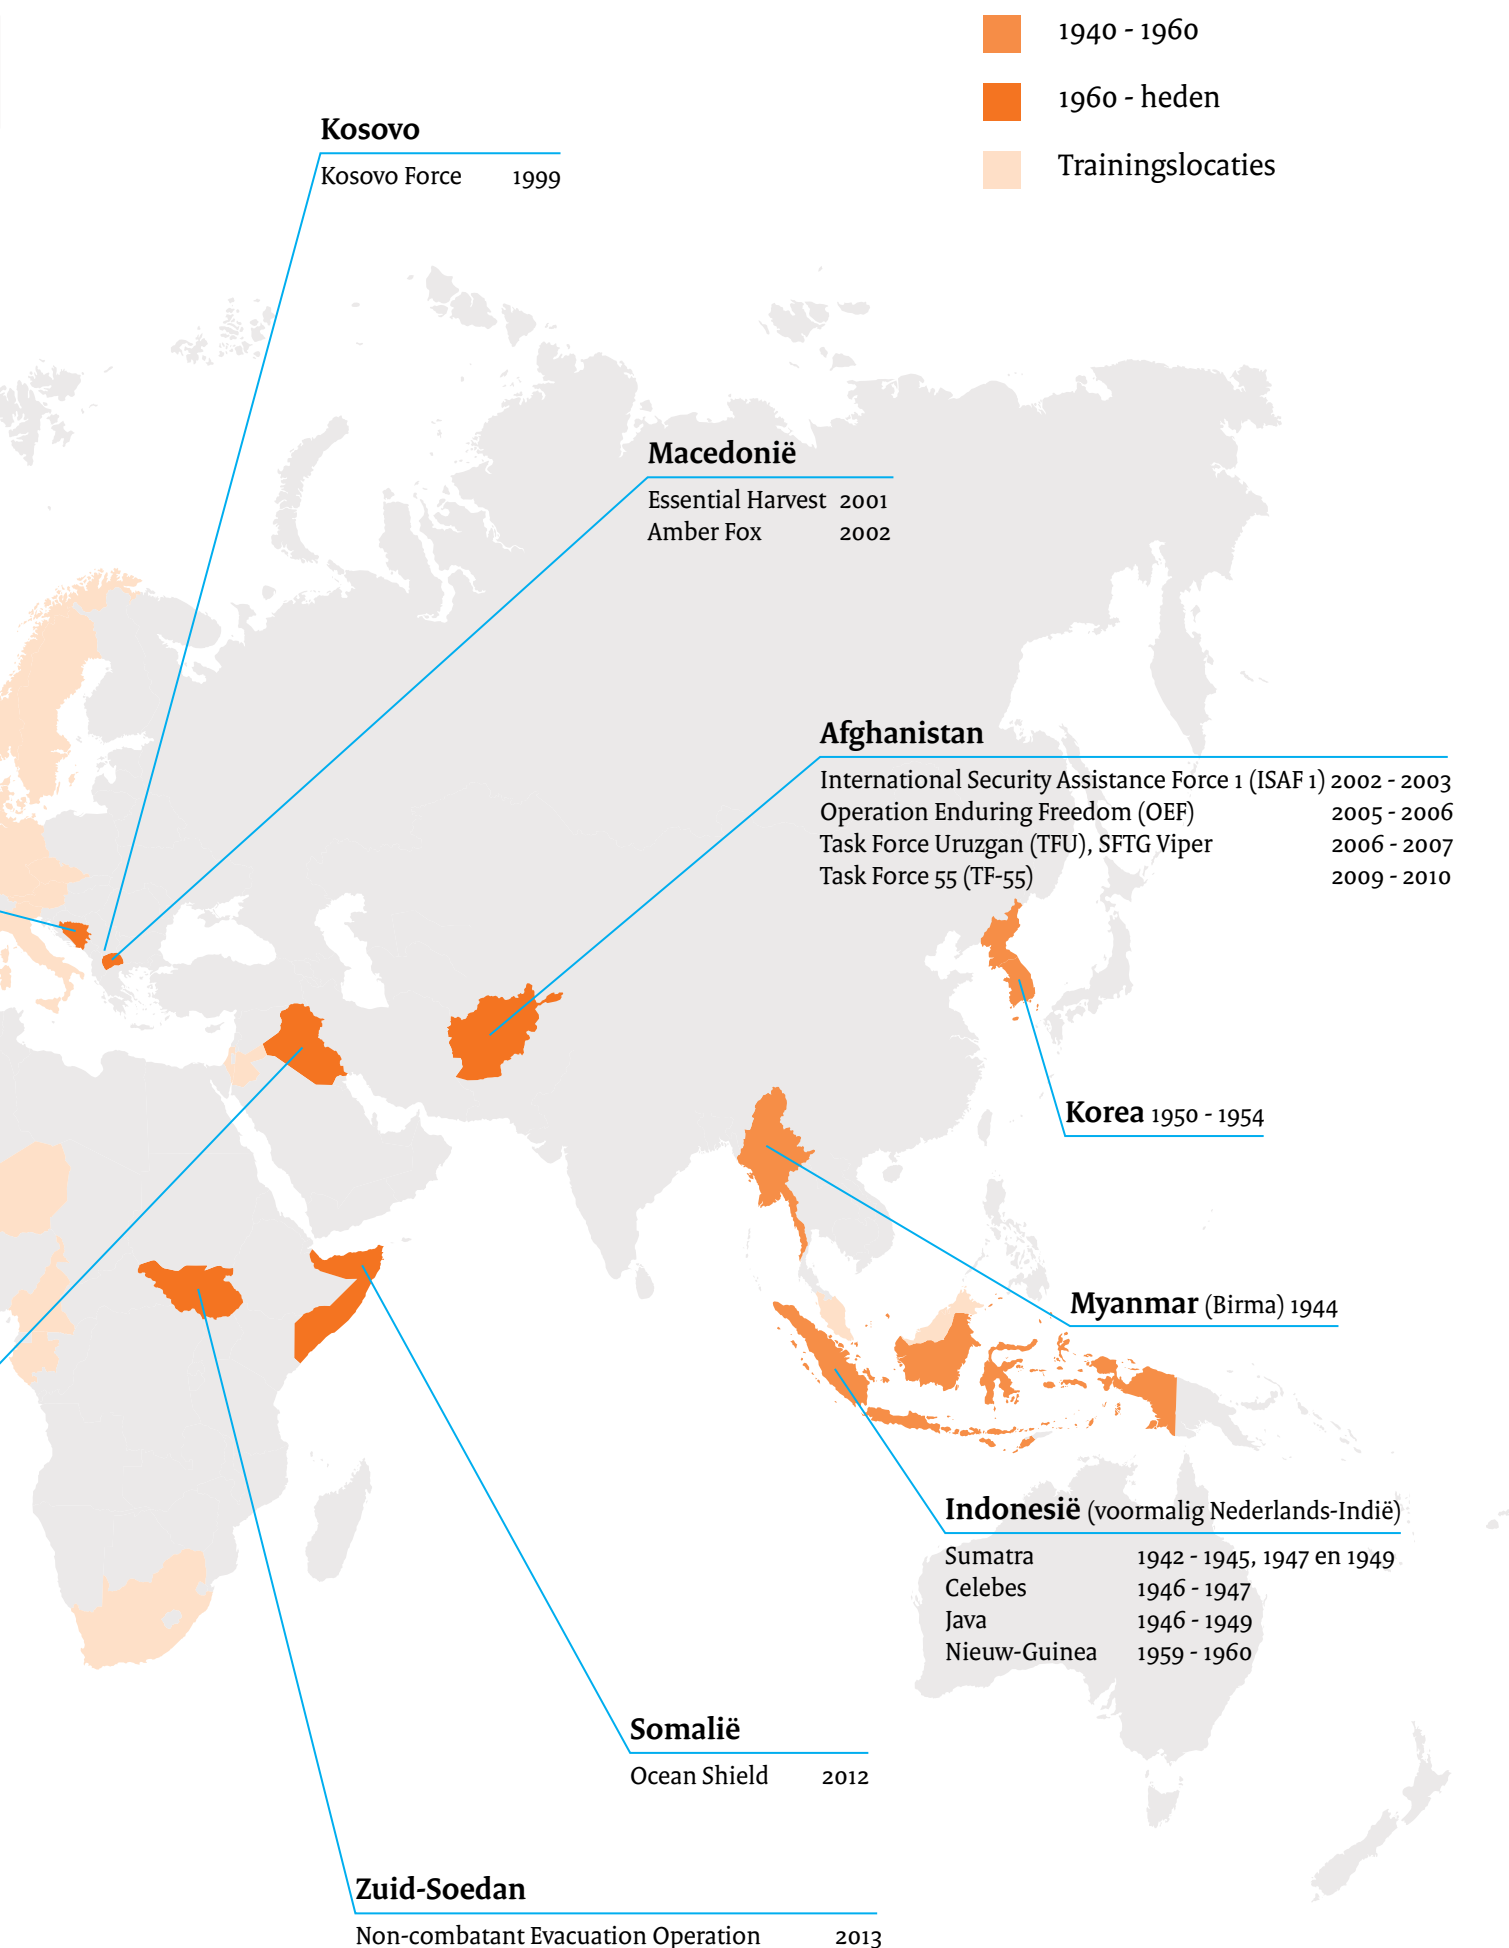 1940 - 1960
1960 - heden
Trainingslocaties
Kosovo
Kosovo Force 1999
Macedonië
Essential Harvest 2001
Amber Fox 2002
Afghanistan
International Security Assistance Force 1 (ISAF 1) 2002 - 2003
Operation Enduring Freedom (OEF) 2005 - 2006
Task Force Uruzgan (TFU), SFTG Viper 2006 - 2007
Task Force 55 (TF-55) 2009 - 2010
Korea 1950 - 1954
Myanmar (Birma) 1944
Indonesië (voormalig Nederlands-Indië)
Sumatra 1942 - 1945, 1947 en 1949
Celebes 1946 - 1947
Java 1946 - 1949
Nieuw-Guinea 1959 - 1960
Somalië
Ocean Shield 2012
Zuid-Soedan
Non-combatant Evacuation Operation 2013